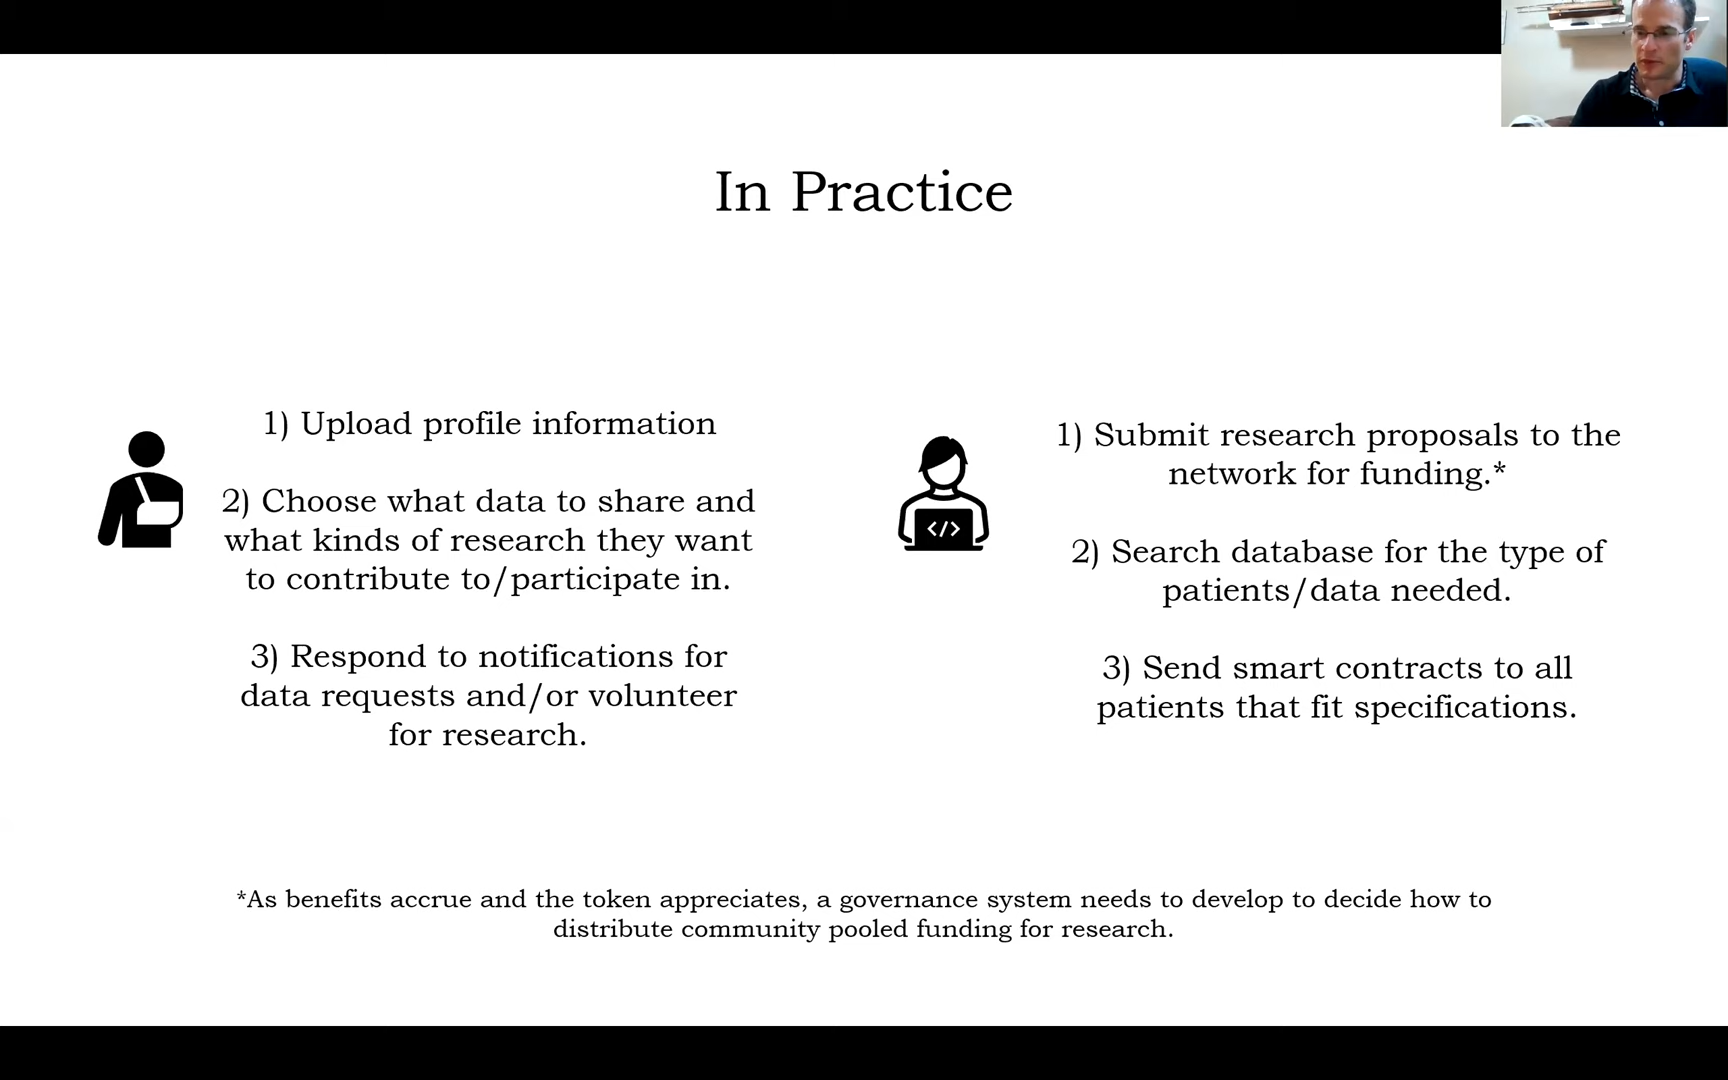 In Practice
1) Upload profile information
2) Choose what data to share and
what kinds of research they want
to contribute to/participate in.
3) Respond to notifications for
data requests and/or volunteer
for research.
</>
1) Submit research proposals to the
network for funding.*
2) Search database for the type of
patients/data needed.
3) Send smart contracts to all
patients that fit specifications.
*As benefits accrue and the token appreciates, a governance system needs to develop to decide how to
distribute community pooled funding for research.